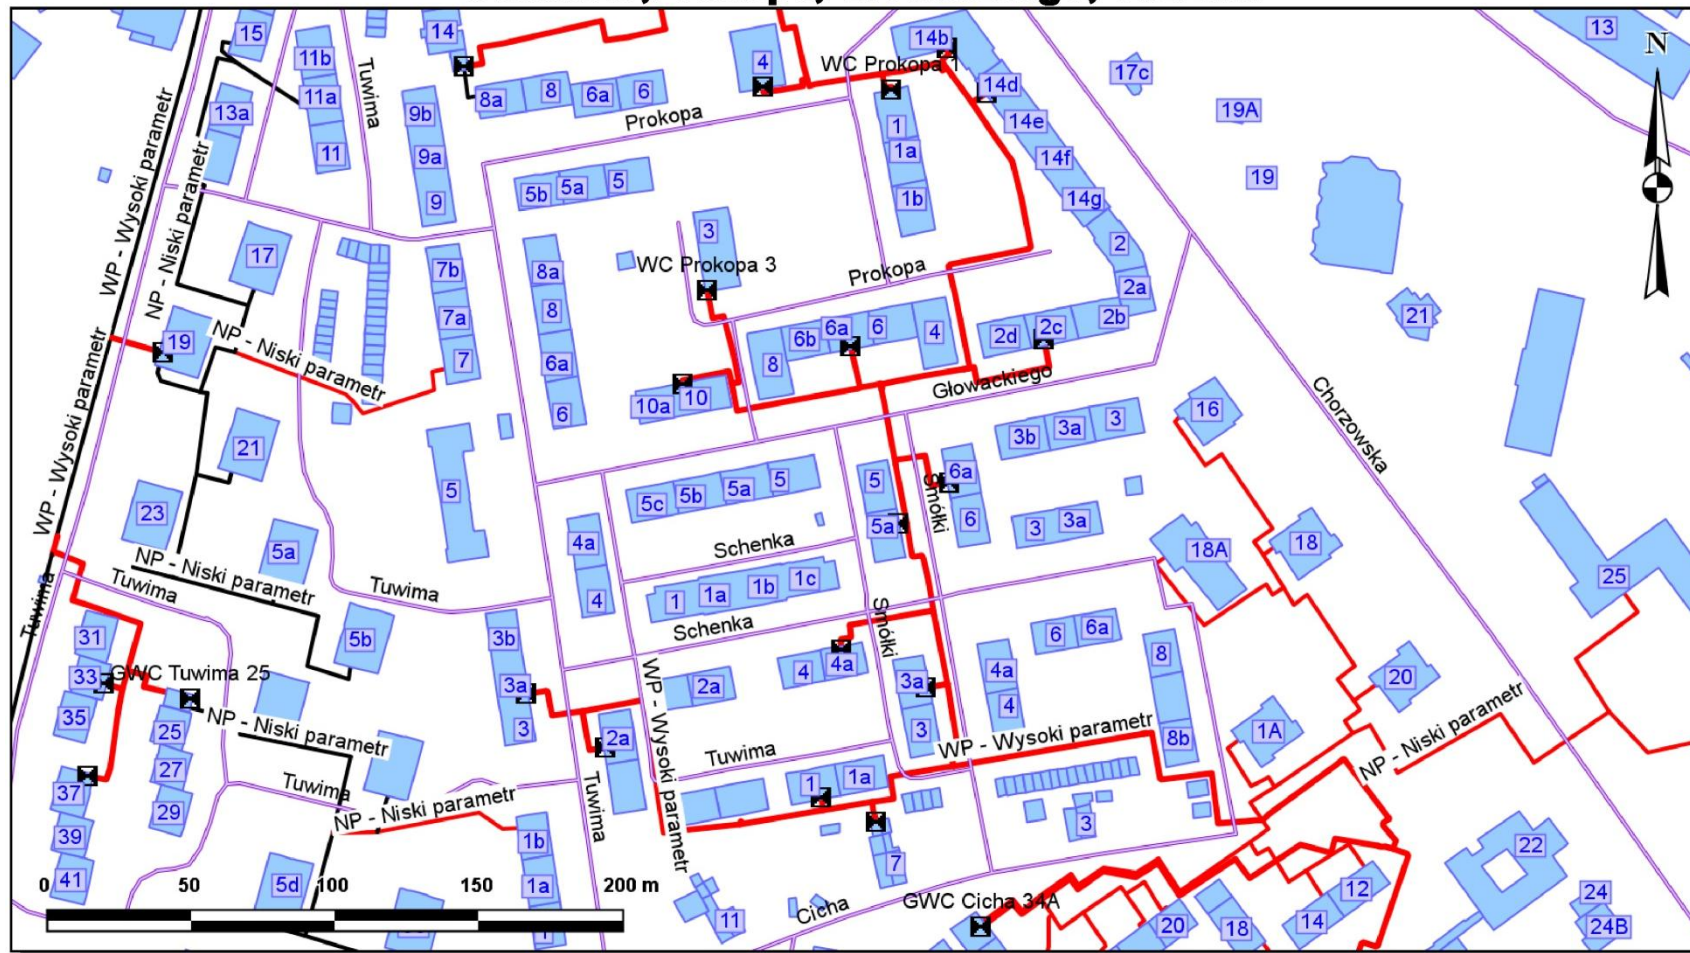 15
11b
11a
11
13a
Tuwima
14
9b
9a
9
8a
8
6a
6
4
WC Prokopa 1
14b
14d
14e
14f
14g
2
2a
17c
19A
19
13
N
Prokopa
1
1a
1b
5b
5a
5
3
WC Prokopa 3
Prokopa
WP - Wysoki parametr
NP - Niski parametr
17
19
NP - Niski parametr
7b
7a
7
8a
8
6a
6
8
6b
6a
6
4
2d
2c
2b
21
Głowackiego
10a
10
Chorzowska
16
3b
3a
3
WP - Wysoki parametr
21
23
5
5c
5b
5a
5
5
5a
6a
6
Smółki
3
3a
18A
18
25
NP - Niski parametr
5a
Tuwima
Tuwima
Tuwima
4a
4
Schenka
1
1a
1b
1c
Schenka
Smółki
5b
31
33
35
GWC Tuwima 25
NP - Niski parametr
3b
3a
3
2a
2a
4
4a
3a
3
4a
4
6
6a
8
8b
20
1A
25
27
29
37
39
41
Tuwima
NP - Niski parametr
Tuwima
WP - Wysoki parametr
Tuwima
1
1a
WP - Wysoki parametr
NP - Niski parametr
3
7
1b
1a
5d
0 50 100 150 200 m
11
Cicha
GWC Cicha 34A
20
18
14
12
22
24
24B